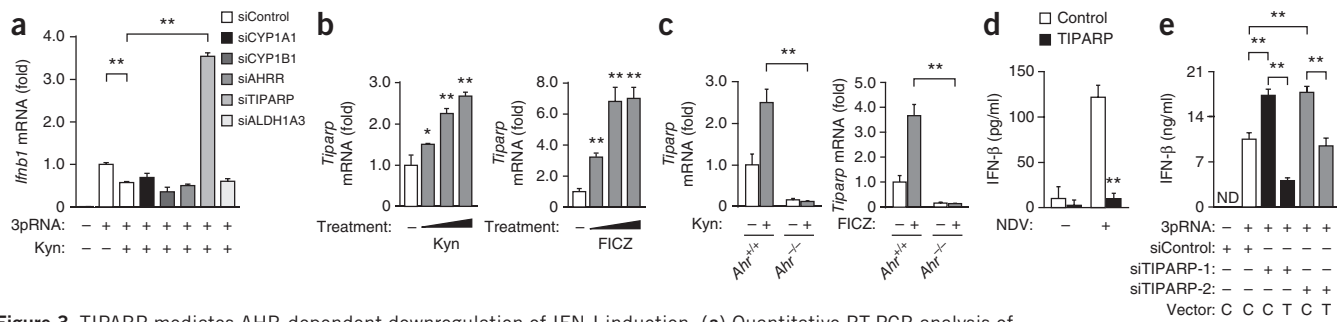 a
siControl
siCYP1A1
siCYP1B1
siAHRR
siTIPARP
siALDH1A3
Ifnb1 mRNA (fold)
4.0
3.0
2.0
1.0
0
**
**
3pRNA: – + + + + + + +
Kyn: – – + + + + + +
b
Tiparp
mRNA (fold)
3.0
2.0
1.0
0
*
**
**
Treatment: –
Kyn
Tiparp
mRNA (fold)
8.0
6.0
4.0
2.0
0
**
**
**
Treatment: –
FICZ
c
Tiparp
mRNA (fold)
3.0
2.0
1.0
0
**
Kyn: – + – +
Ahr+/+
Ahr–/–
Tiparp mRNA (fold)
5.0
4.0
3.0
2.0
1.0
0
**
FICZ: – + – +
Ahr+/+
Ahr–/–
d
Control
TIPARP
IFN-β (pg/ml)
150
100
50
0
**
NDV: – +
e
IFN-β (ng/ml)
21
14
7
0
ND
**
**
**
**
3pRNA: – + + + + +
siControl: + + – – – –
siTIPARP-1: – – + + – –
siTIPARP-2: – – – – + +
Vector: C C C T C T
Figure 3 TIPARP mediates AHR-dependent downregulation of IFN-I induction. (a) Quantitative RT-PCR analysis of